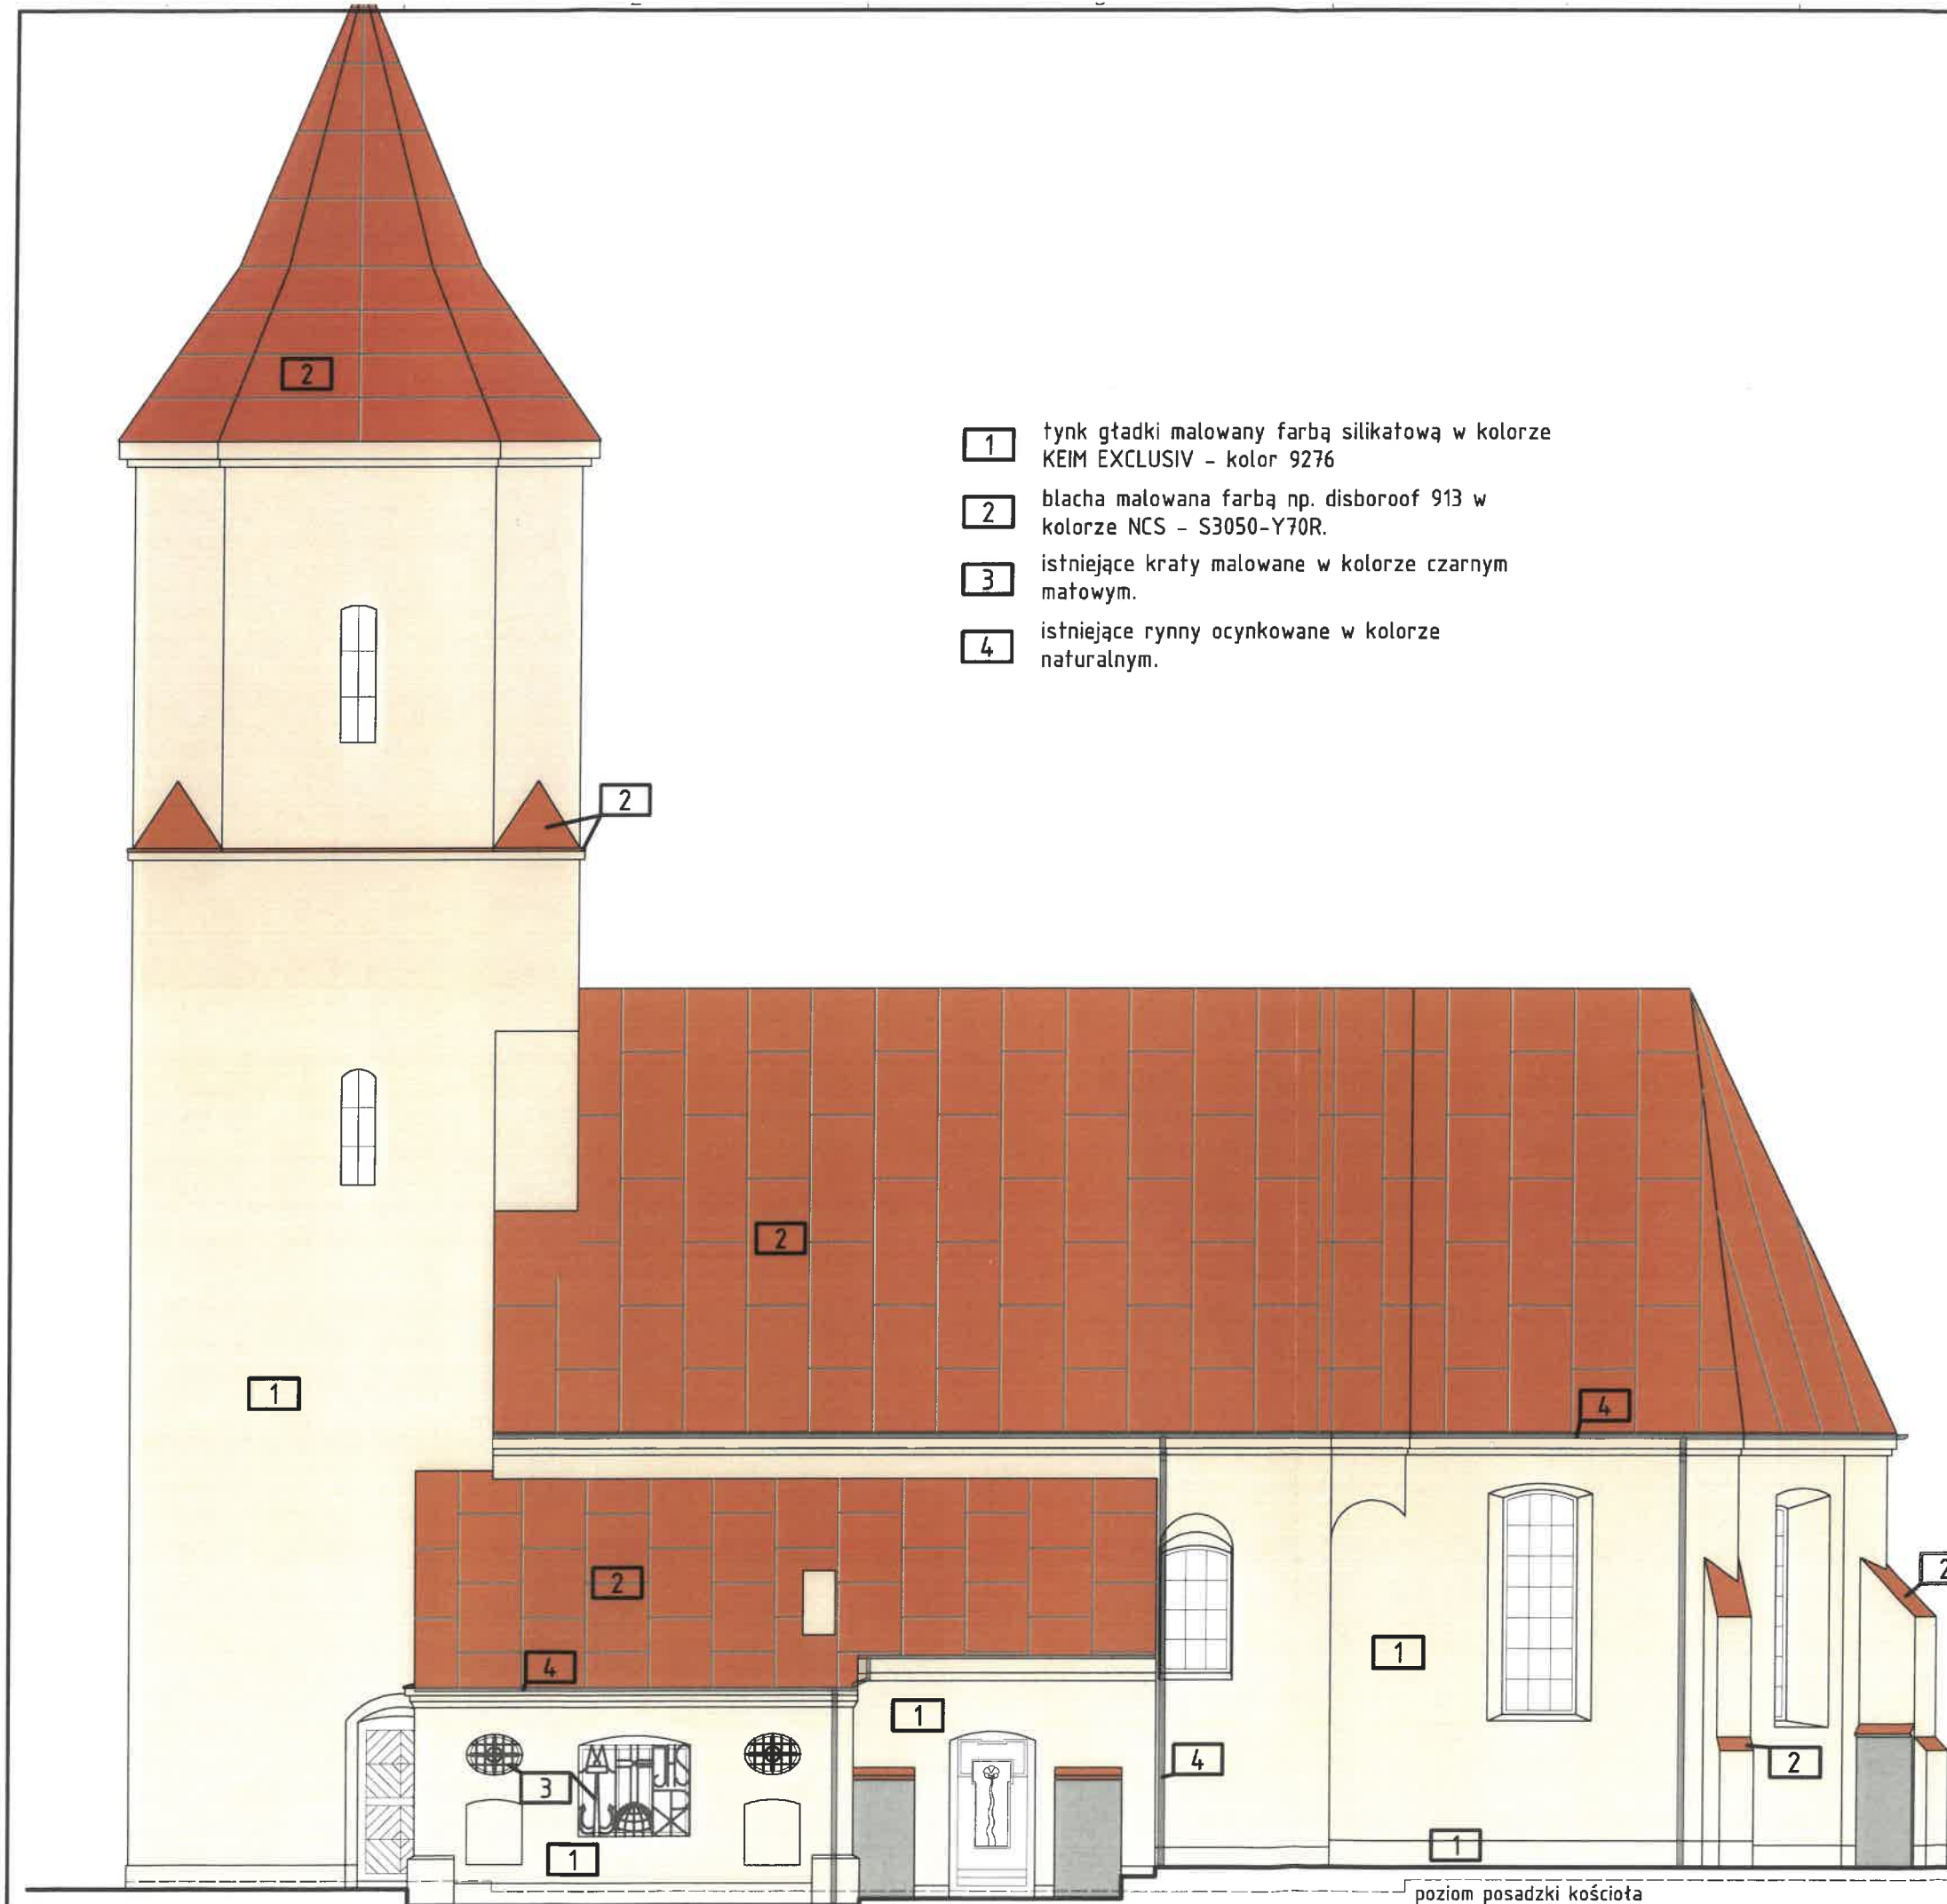 2
1 tynk gładki malowany farbą silikatową w kolorze
KEIM EXCLUSIV - kolor 9276
2 blacha malowana farbą np. disboroof 913 w
kolorze NCS - S3050-Y70R.
3 istniejące kraty malowane w kolorze czarnym
matowym.
4 istniejące rynny ocynkowane w kolorze
naturalnym.
2
2
1
4
2
2
1
4
1
4
2
3
1
1
poziom posadzki kościoła